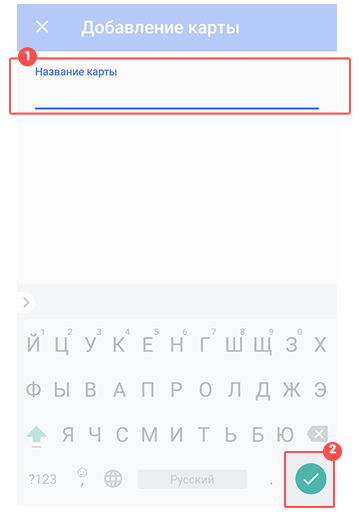 Добавление карты
1
Название карты
1 2 3 4 5 6 7 8 9 0
Й Ц У К Е Н Г Ш Щ З Х
Ф Ы В А П Р О Л Д Ж Э
Я Ч С М И Т Ь Б Ю
2
?123 , Русский .